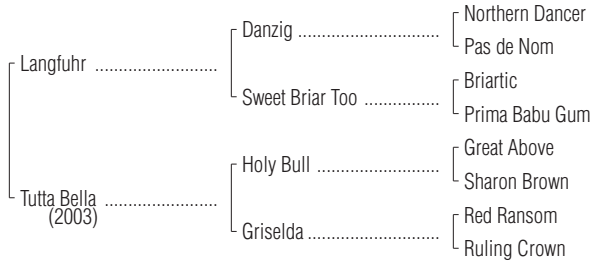 Northern Dancer
Danzig ..............................
Pas de Nom
Langfuhr ..........................
Briartic
Sweet Briar Too ................
Prima Babu Gum
Great Above
Holy Bull ..........................
Sharon Brown
Tutta Bella ........................
(2003)
Red Ransom
Griselda ............................
Ruling Crown